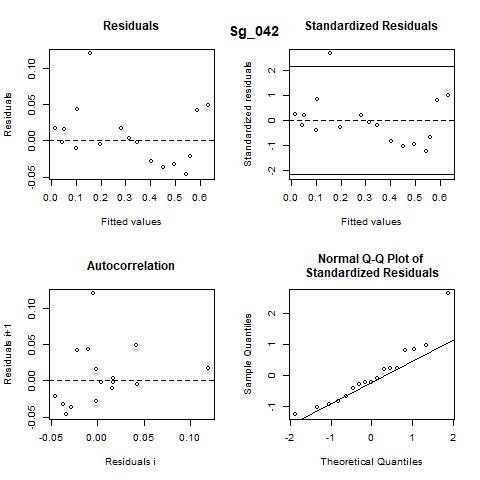 Sg_042
Residuals
Residuals
0.10
0.05
0.00
-0.05
0.0 0.1 0.2 0.3 0.4 0.5 0.6
Fitted values
Standardized Residuals
Standardized residuals
2
1
0
-1
-2
0.0 0.1 0.2 0.3 0.4 0.5 0.6
Fitted values
Autocorrelation
Residuals i+1
0.10
0.05
0.00
-0.05
-0.05 0.00 0.05 0.10
Residuals i
Normal Q-Q Plot of
Standardized Residuals
Sample Quantiles
2
1
0
-1
-2 -1 0 1 2
Theoretical Quantiles